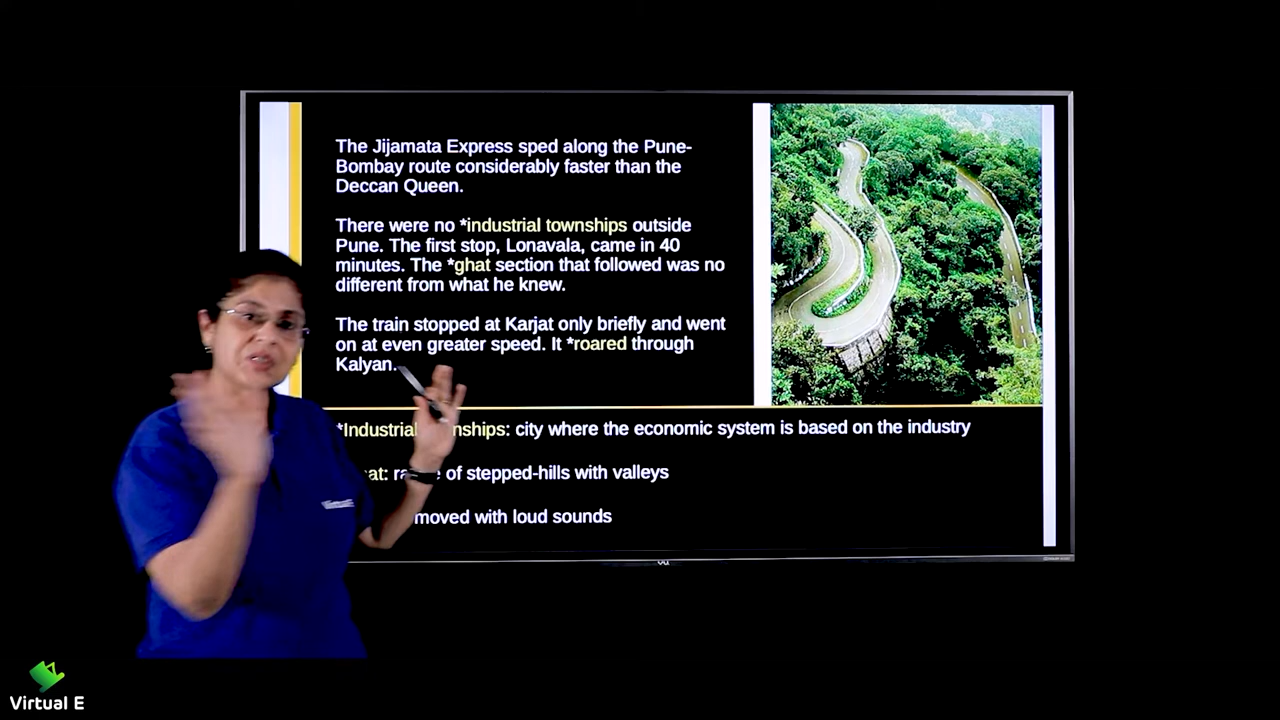 The Jijamata Express sped along the Pune-
Bombay route considerably faster than the
Deccan Queen.
There were no *industrial townships outside
Pune. The first stop, Lonavala, came in 40
minutes. The *ghat section that followed was no
different from what he knew.
The train stopped at Karjat only briefly and went
on at even greater speed. It *roared through
Kalyan.
*Industrial : city where the economic system is based on the industry
of stepped-hills with valleys
moved with loud sounds
Virtual E